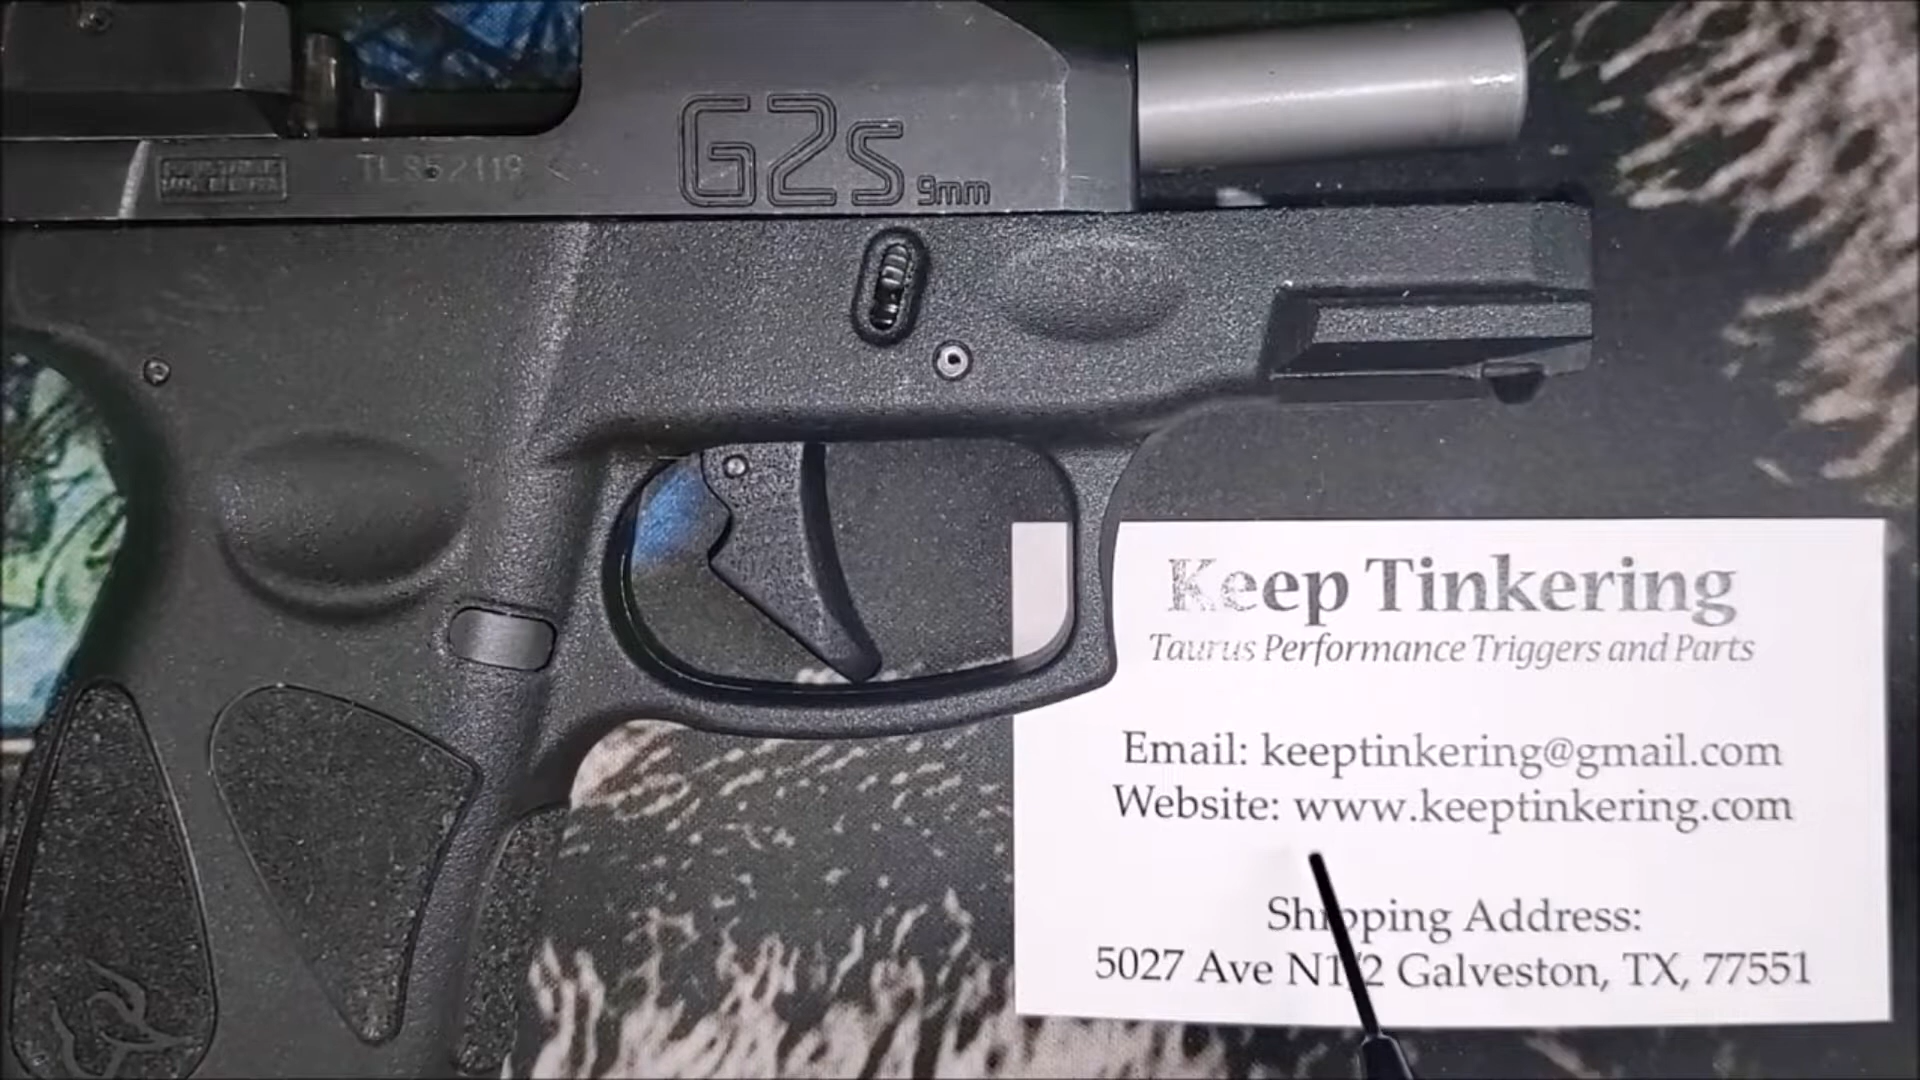 G2s 9mm
TLS52119
Keep Tinkering
Taurus Performance Triggers and Parts
Email: keeptinkering@gmail.com
Website: www.keeptinkering.com
Shipping Address:
5027 Ave N1/2 Galveston, TX, 77551